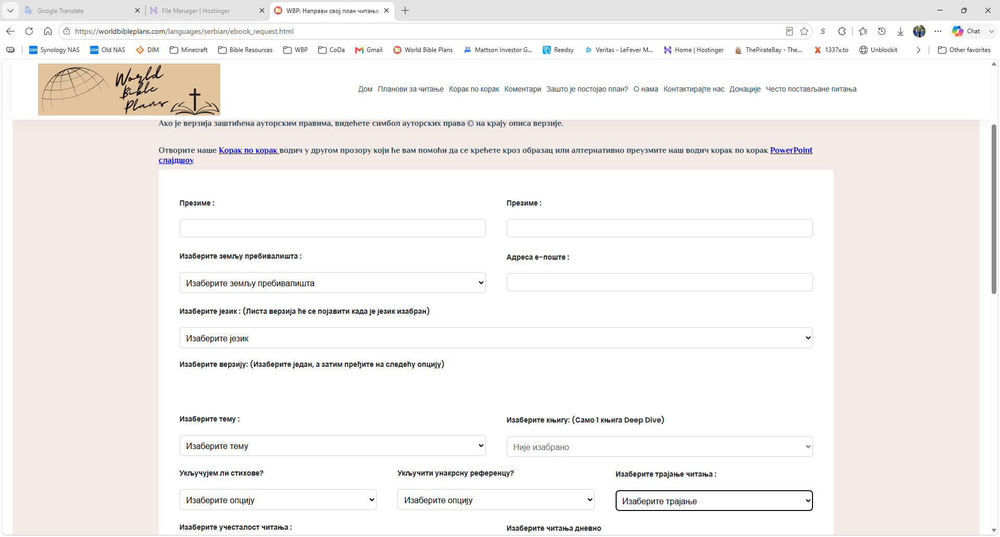 Google Translate
File Manager | Hostinger
WBP: Направи свој план читања
https://worldbibleplans.com/languages/serbian/ebook_request.html
Chat
Synology NAS
Old NAS
DIM
Minecraft
Bible Resources
WBP
CoDa
Gmail
World Bible Plans
Mattson Investor G...
Reedsy
Veritas - LeFever M...
Home | Hostinger
ThePirateBay - The...
1337x.to
Unblockit
Other favorites
World
Bible
Plans
Дом Планови за читање Корак по корак Коментари Зашто је постојао план? О нама Контактирајте нас Донације Често постављане питања
Ако је верзија заштићена ауторским правима, видећете симбол ауторских права © на крају описа верзије.
Отворите наше Корак по корак водич у другом прозору који ће вам помоћи да се крећете кроз образац или алтернативно преузмите наш водич корак по корак PowerPoint
слајдшоу
Презиме :
Презиме :
Изаберите земљу пребивалишта :
Адреса е-поште :
Изаберите земљу пребивалишта
Изаберите језик : (Листа верзија ће се појавити када је језик изабран)
Изаберите језик
Изаберите верзију: (Изаберите један, а затим пређите на следећу опцију)
Изаберите тему :
Изаберите књигу: (Само 1 књига Deep Dive)
Изаберите тему
Није изабрано
Укључујем ли стихове?
Укључити унакрсну референцу?
Изаберите трајање читања :
Изаберите опцију
Изаберите опцију
Изаберите трајање
Изаберите учесталост читања :
Изаберите читања дневно